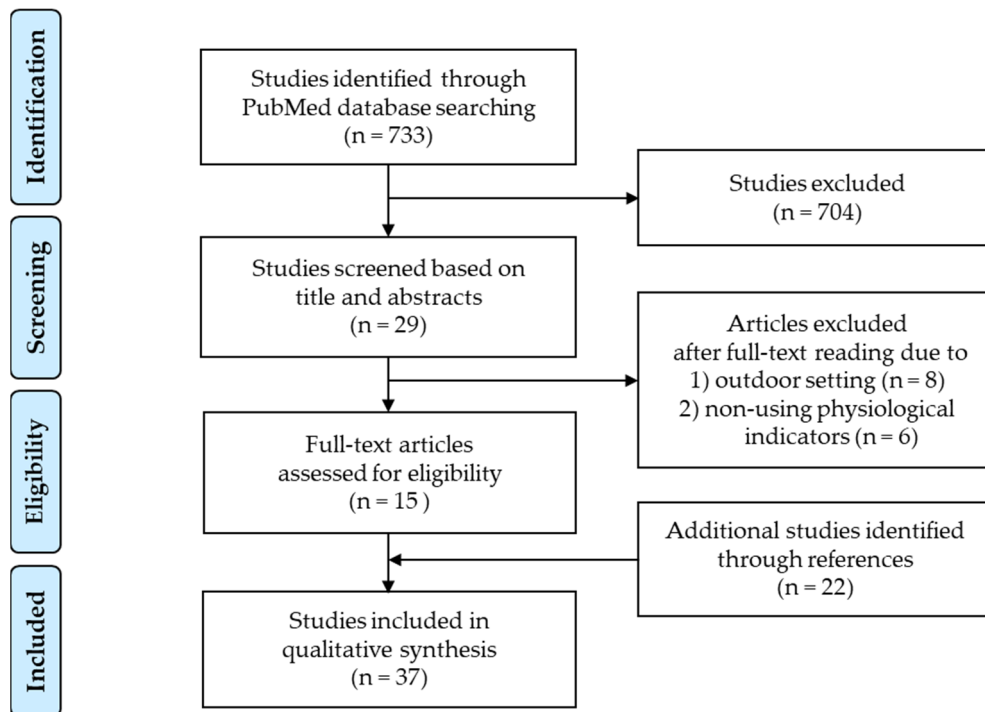 Identification
Studies identified through
PubMed database searching
(n = 733)
Studies excluded
(n = 704)
Screening
Studies screened based on
title and abstracts
(n = 29)
Articles excluded
after full-text reading due to
1) outdoor setting (n = 8)
2) non-using physiological
indicators (n = 6)
Eligibility
Full-text articles
assessed for eligibility
(n = 15 )
Additional studies identified
through references
(n = 22)
Included
Studies included in
qualitative synthesis
(n = 37)